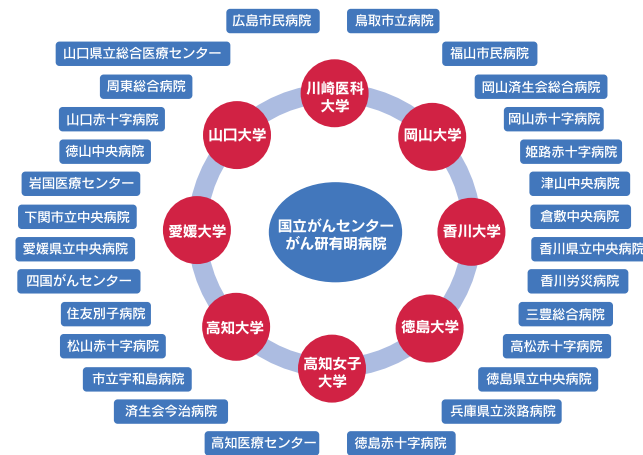 広島市民病院
鳥取市立病院
山口県立総合医療センター
福山市民病院
周東総合病院
岡山済生会総合病院
山口赤十字病院
岡山赤十字病院
徳山中央病院
姫路赤十字病院
岩国医療センター
津山中央病院
下関市立中央病院
倉敷中央病院
愛媛県立中央病院
香川県立中央病院
四国がんセンター
香川労災病院
住友別子病院
三豊総合病院
松山赤十字病院
高松赤十字病院
市立宇和島病院
徳島県立中央病院
済生会今治病院
兵庫県立淡路病院
高知医療センター
徳島赤十字病院
川崎医科
大学
山口大学
岡山大学
愛媛大学
国立がんセンター
がん研有明病院
香川大学
高知大学
徳島大学
高知女子
大学